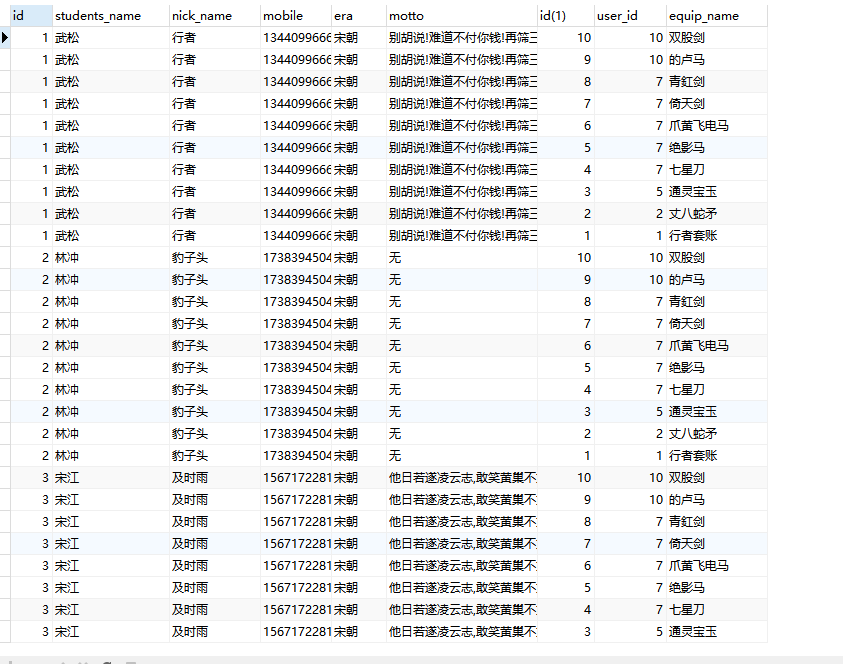 id students_name nick_name mobile era motto id(1) user_id equip_name
1 武松 行者 1344099666 宋朝 别胡说!难道不付你钱!再筛三 10 10 双股剑
1 武松 行者 1344099666 宋朝 别胡说!难道不付你钱!再筛三 9 10 的卢马
1 武松 行者 1344099666 宋朝 别胡说!难道不付你钱!再筛三 8 7 青釭剑
1 武松 行者 1344099666 宋朝 别胡说!难道不付你钱!再筛三 7 7 倚天剑
1 武松 行者 1344099666 宋朝 别胡说!难道不付你钱!再筛三 6 7 爪黄飞电马
1 武松 行者 1344099666 宋朝 别胡说!难道不付你钱!再筛三 5 7 绝影马
1 武松 行者 1344099666 宋朝 别胡说!难道不付你钱!再筛三 4 7 七星刀
1 武松 行者 1344099666 宋朝 别胡说!难道不付你钱!再筛三 3 5 通灵宝玉
1 武松 行者 1344099666 宋朝 别胡说!难道不付你钱!再筛三 2 2 丈八蛇矛
1 武松 行者 1344099666 宋朝 别胡说!难道不付你钱!再筛三 1 1 行者套账
2 林冲 豹子头 1738394504 宋朝 无 10 10 双股剑
2 林冲 豹子头 1738394504 宋朝 无 9 10 的卢马
2 林冲 豹子头 1738394504 宋朝 无 8 7 青釭剑
2 林冲 豹子头 1738394504 宋朝 无 7 7 倚天剑
2 林冲 豹子头 1738394504 宋朝 无 6 7 爪黄飞电马
2 林冲 豹子头 1738394504 宋朝 无 5 7 绝影马
2 林冲 豹子头 1738394504 宋朝 无 4 7 七星刀
2 林冲 豹子头 1738394504 宋朝 无 3 5 通灵宝玉
2 林冲 豹子头 1738394504 宋朝 无 2 2 丈八蛇矛
2 林冲 豹子头 1738394504 宋朝 无 1 1 行者套账
3 宋江 及时雨 1567172281 宋朝 他日若遂凌云志,敢笑黄巢不 10 10 双股剑
3 宋江 及时雨 1567172281 宋朝 他日若遂凌云志,敢笑黄巢不 9 10 的卢马
3 宋江 及时雨 1567172281 宋朝 他日若遂凌云志,敢笑黄巢不 8 7 青釭剑
3 宋江 及时雨 1567172281 宋朝 他日若遂凌云志,敢笑黄巢不 7 7 倚天剑
3 宋江 及时雨 1567172281 宋朝 他日若遂凌云志,敢笑黄巢不 6 7 爪黄飞电马
3 宋江 及时雨 1567172281 宋朝 他日若遂凌云志,敢笑黄巢不 5 7 绝影马
3 宋江 及时雨 1567172281 宋朝 他日若遂凌云志,敢笑黄巢不 4 7 七星刀
3 宋江 及时雨 1567172281 宋朝 他日若遂凌云志,敢笑黄巢不 3 5 通灵宝玉